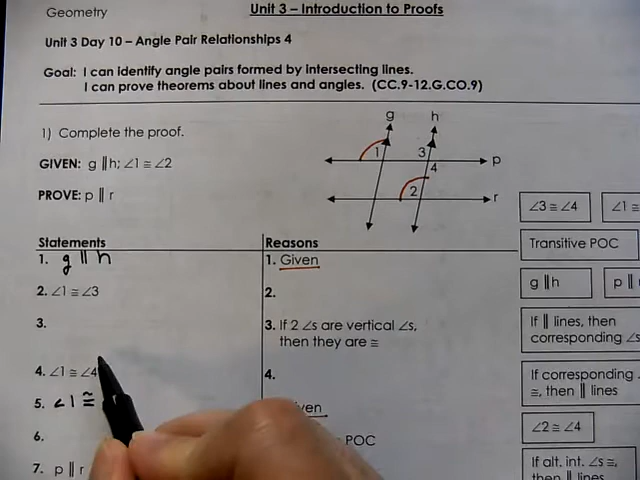 Geometry
Unit 3 – Introduction to Proofs
Unit 3 Day 10 – Angle Pair Relationships 4
Goal: I can identify angle pairs formed by intersecting lines.
I can prove theorems about lines and angles. (CC.9-12.G.CO.9)
1) Complete the proof.
GIVEN: g ∥ h; ∠1 ≅ ∠2
PROVE: p ∥ r
g h
1 3 p
4
2 r
∠3 ≅ ∠4 ∠1 ≅
Transitive POC
g ∥ h p ∥
If ∥ lines, then
corresponding ∠s
If corresponding
≅, then ∥ lines
∠2 ≅ ∠4
If alt. int. ∠s ≅,
then ∥ lines
Statements Reasons
1. g ∥ h 1. Given
2. ∠1 ≅ ∠3 2.
3. 3. If 2 ∠s are vertical ∠s,
then they are ≅
4. ∠1 ≅ ∠4 4.
5. ∠1 ≅
6. POC
7. p ∥ r